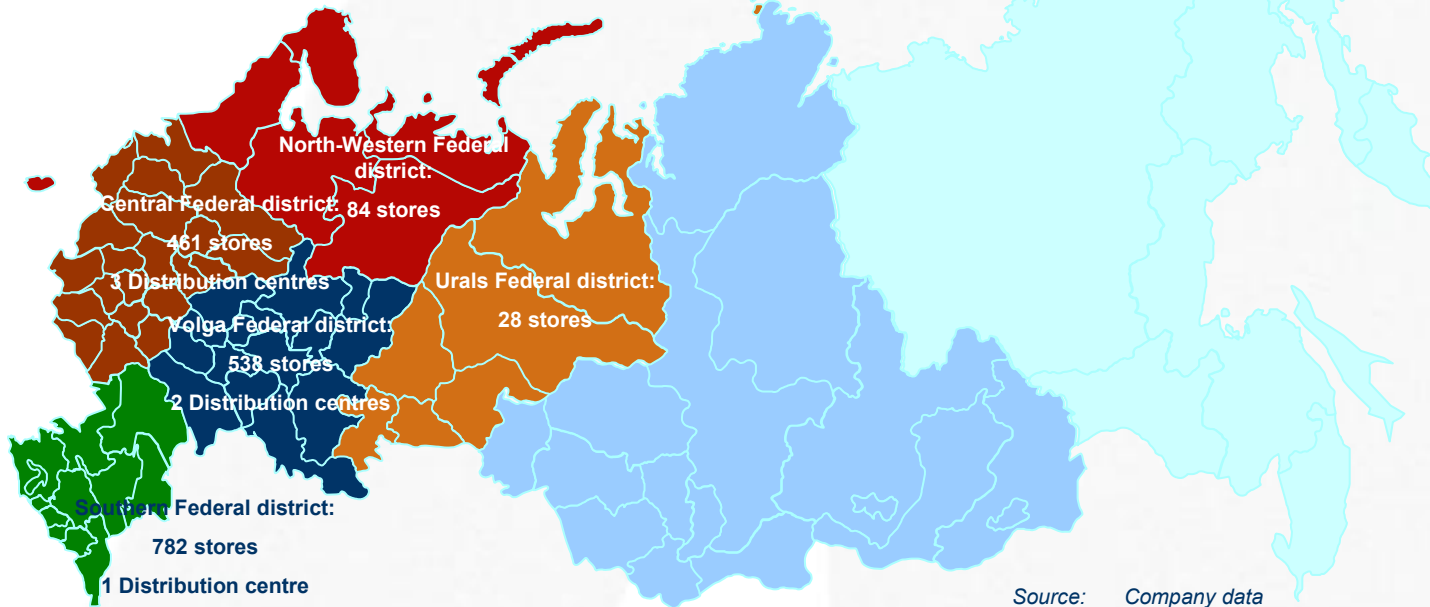 North-Western Federal
district:
84 stores
Central Federal district:
461 stores
3 Distribution centres
Urals Federal district:
28 stores
Volga Federal district:
538 stores
2 Distribution centres
Southern Federal district:
782 stores
1 Distribution centre
Source: Company data